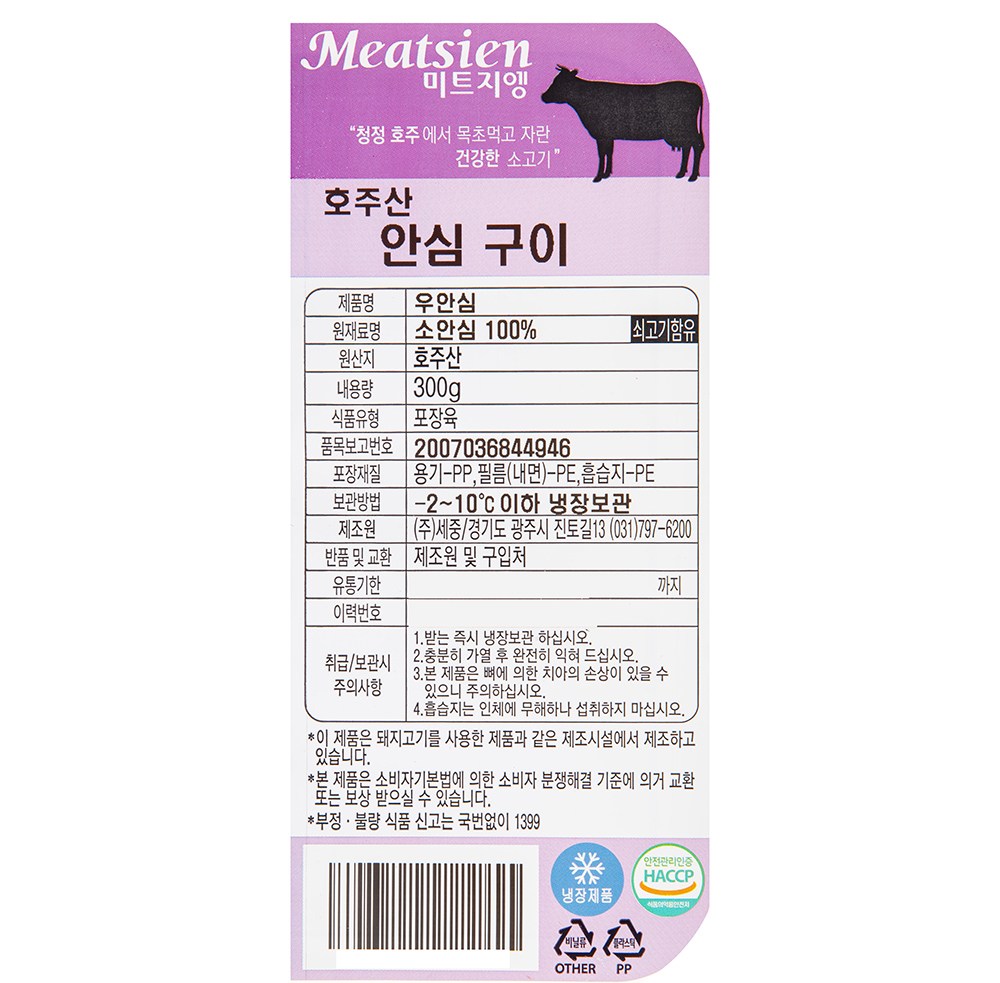 Meatsien
미트지엥
“청정 호주에서 목초먹고 자란
건강한 소고기”
호주산
안심 구이
제품명 우안심
원재료명 소안심 100% 쇠고기함유
원산지 호주산
내용량 300g
식품유형 포장육
품목보고번호 2007036844946
포장재질 용기-PP,필름(내면)-PE,흡습지-PE
보관방법 -2~10℃ 이하 냉장보관
제조원 (주)세중/경기도 광주시 진토길13 (031)797-6200
반품 및 교환 제조원 및 구입처
유통기한 까지
이력번호
취급/보관시
주의사항
1.받는 즉시 냉장보관 하십시오.
2.충분히 가열 후 완전히 익혀 드십시오.
3.본 제품은 뼈에 의한 치아의 손상이 있을 수
있으니 주의하십시오.
4.흡습지는 인체에 무해하나 섭취하지 마십시오.
*이 제품은 돼지고기를 사용한 제품과 같은 제조시설에서 제조하고
있습니다.
*본 제품은 소비자기본법에 의한 소비자 분쟁해결 기준에 의거 교환
또는 보상 받으실 수 있습니다.
*부정·불량 식품 신고는 국번없이 1399
냉장제품
안전관리인증
HACCP
식품의약품안전처
비닐류
OTHER
플라스틱
PP